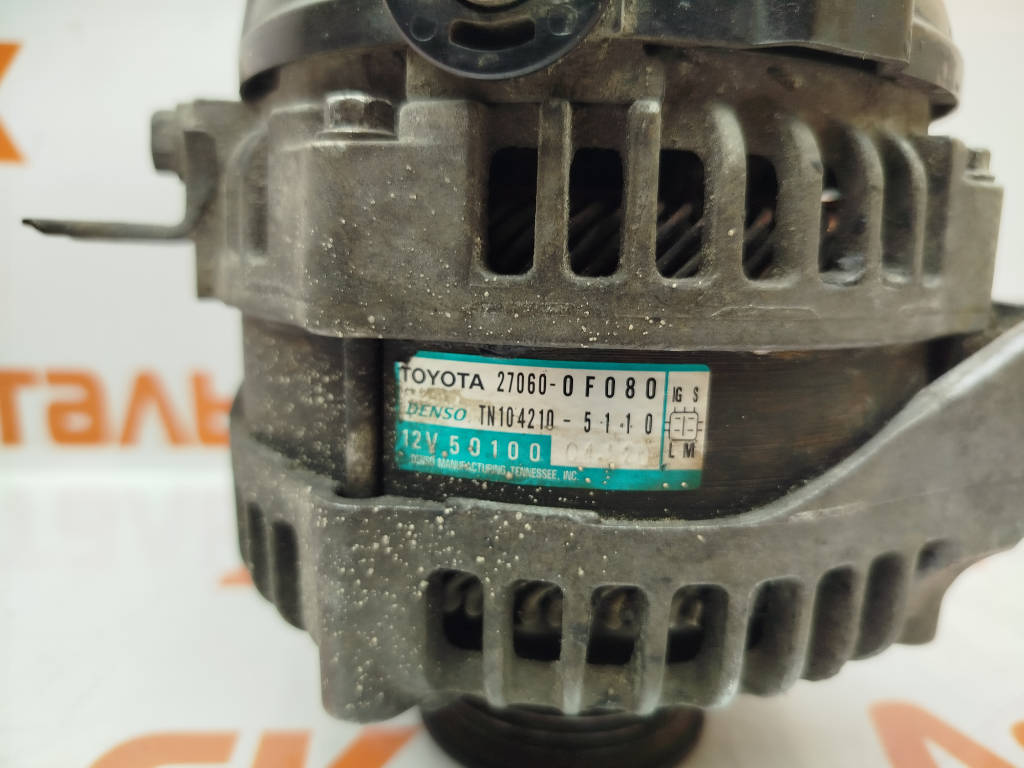 TOYOTA 27060-0F080
IG S
DENSO TN104210-5110
12V 50100
L M
DENSO MANUFACTURING TENNESSEE, INC.